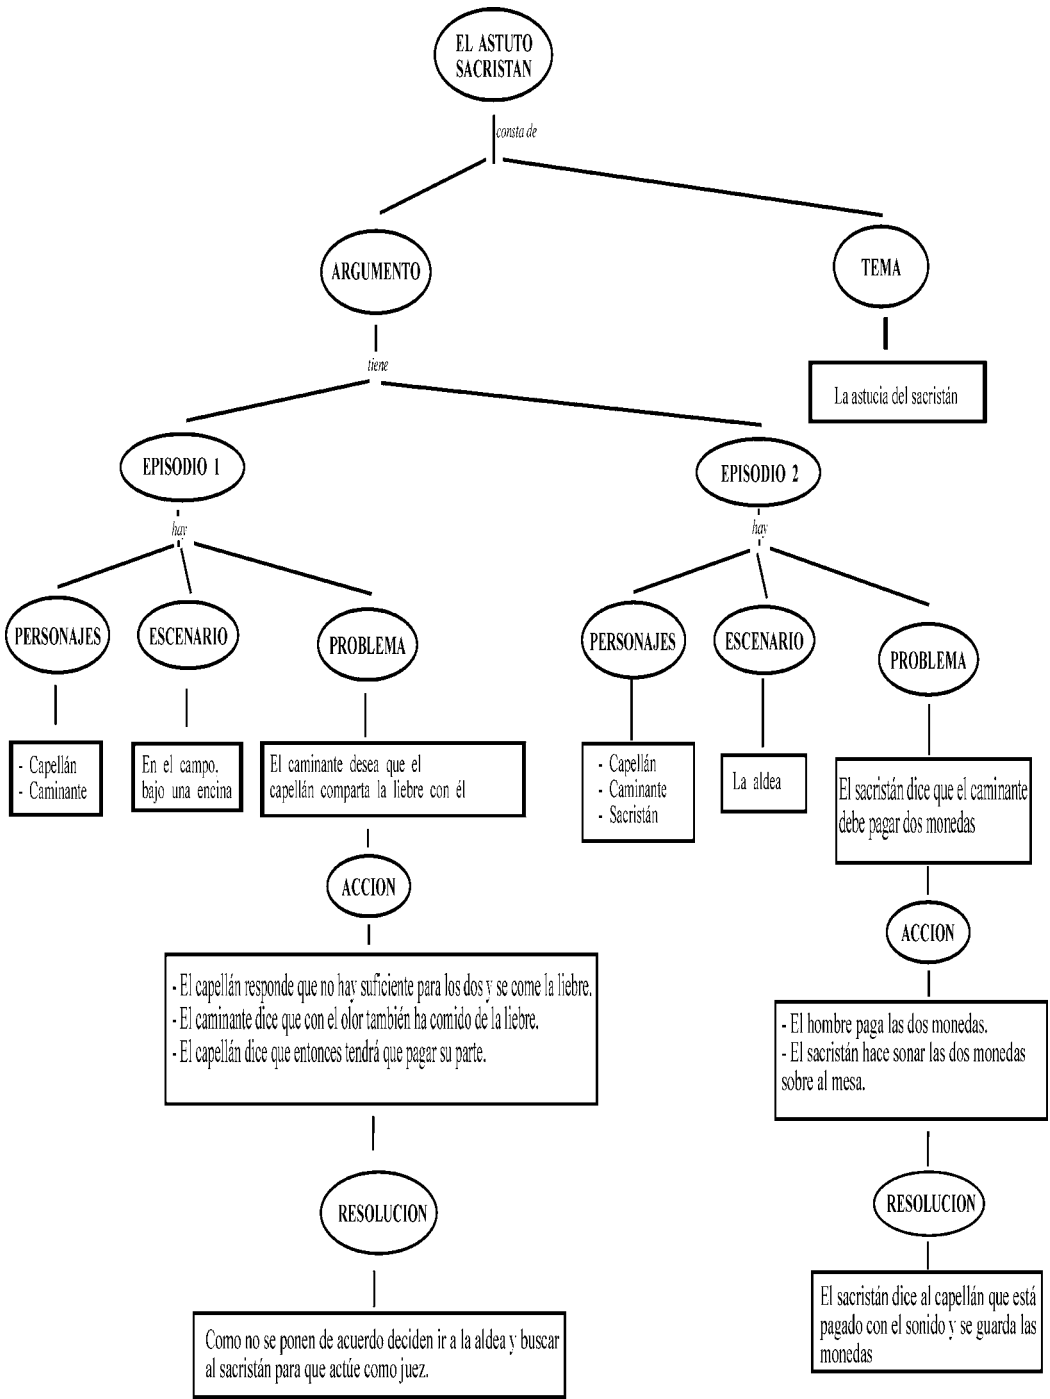 EL ASTUTO
SACRISTAN
consta de
ARGUMENTO
TEMA
tiene
La astucia del sacristán
EPISODIO 1
EPISODIO 2
hay
hay
PERSONAJES
ESCENARIO
PROBLEMA
PERSONAJES
ESCENARIO
PROBLEMA
- Capellán
- Caminante
En el campo.
bajo una encina
El caminante desea que el
capellán comparta la liebre con él
- Capellán
- Caminante
- Sacristán
La aldea
El sacristán dice que el caminante
debe pagar dos monedas
ACCION
- El capellán responde que no hay suficiente para los dos y se come la liebre.
- El caminante dice que con el olor también ha comido de la liebre.
- El capellán dice que entonces tendrá que pagar su parte.
ACCION
- El hombre paga las dos monedas.
- El sacristán hace sonar las dos monedas
sobre al mesa.
RESOLUCION
Como no se ponen de acuerdo deciden ir a la aldea y buscar
al sacristán para que actúe como juez.
RESOLUCION
El sacristán dice al capellán que está
pagado con el sonido y se guarda las
monedas